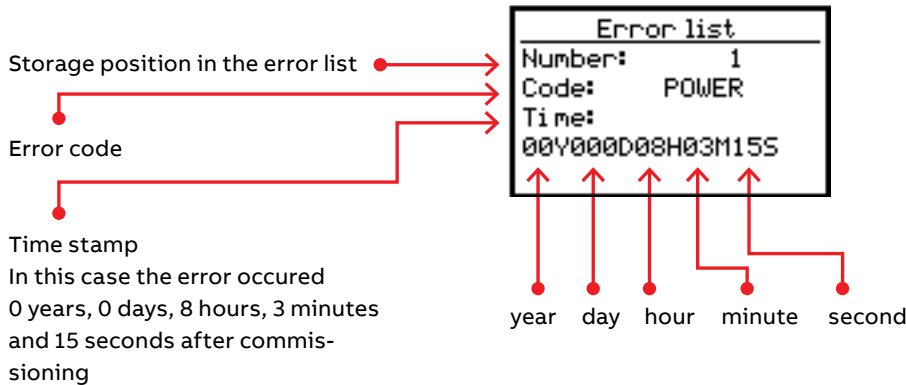 Storage position in the error list
Error code
Time stamp
In this case the error occured
0 years, 0 days, 8 hours, 3 minutes
and 15 seconds after commis-
sioning
Error list
Number: 1
Code: POWER
Time:
00Y000D08H03M15S
year day hour minute second